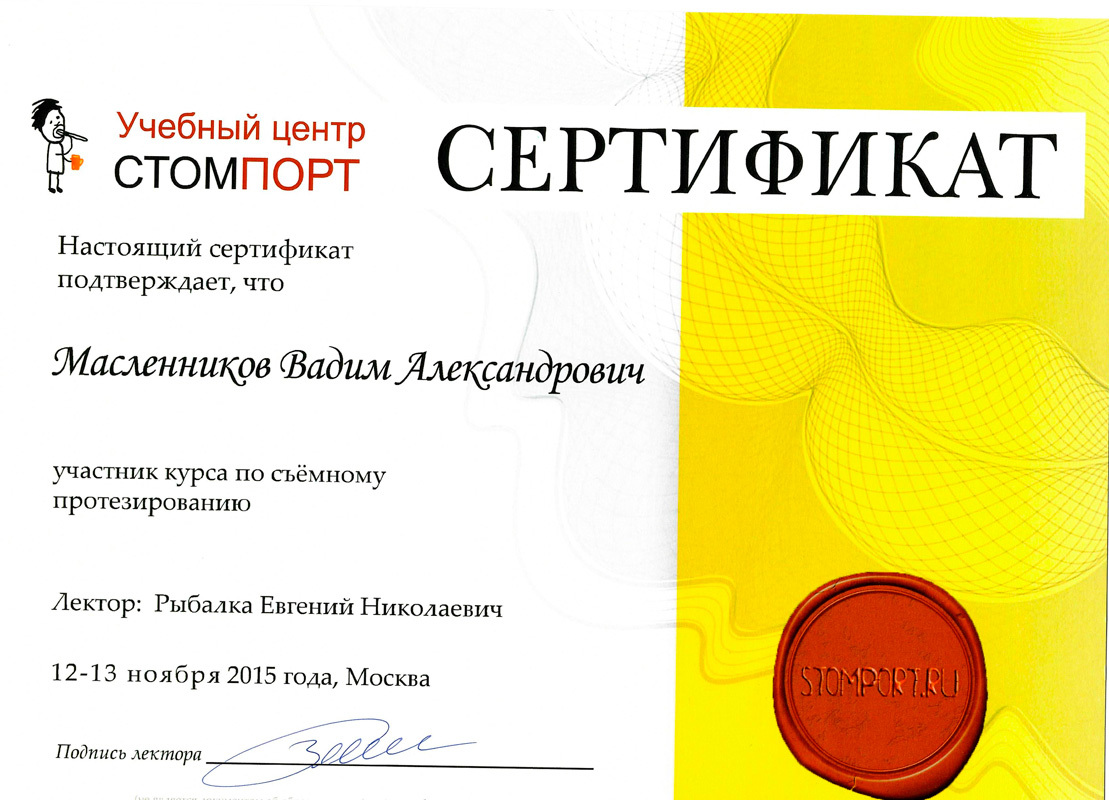 Учебный центр
СТОМПОРТ
СЕРТИФИКАТ
Настоящий сертификат
подтверждает, что
Масленников Вадим Александрович
участник курса по съёмному
протезированию
Лектор: Рыбалка Евгений Николаевич
12-13 ноября 2015 года, Москва
STOMPORT.RU
Подпись лектора